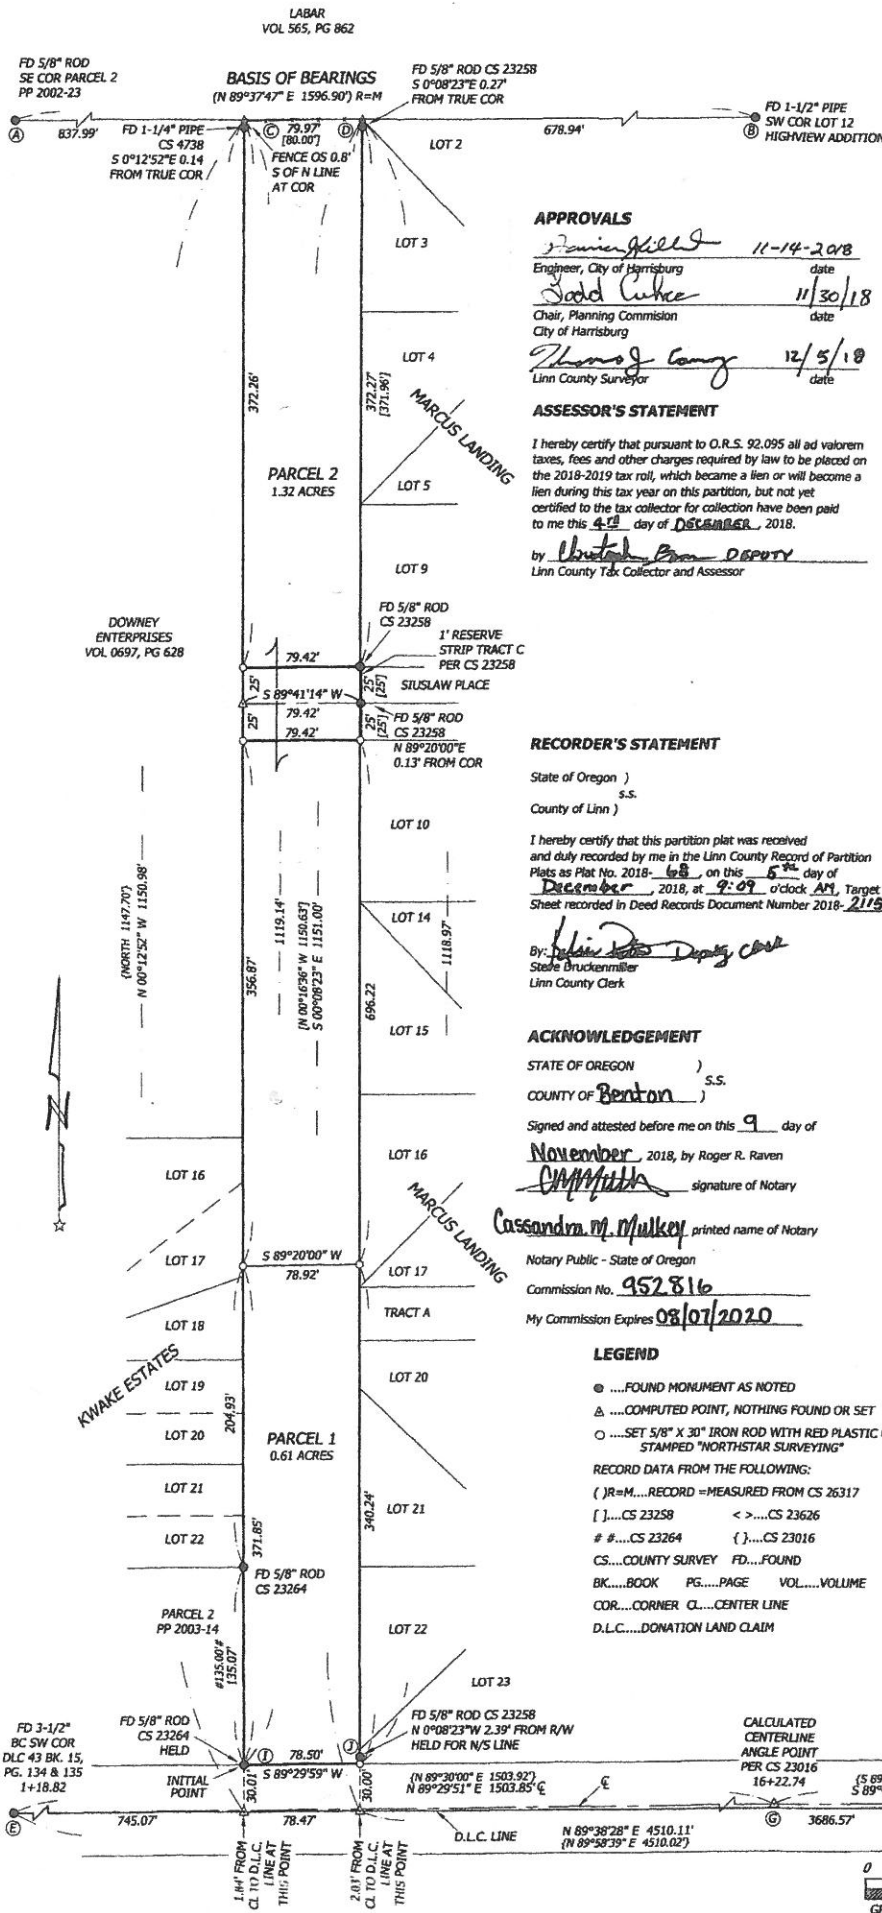 LABAR
VOL 565, PG 862
FD 5/8" ROD
SE COR PARCEL 2
PP 2002-23
BASIS OF BEARINGS
(N 89°37'47" E 1596.90') R=M
FD 5/8" ROD CS 23258
S 0°08'23"E 0.27'
FROM TRUE COR
A
837.99'
FD 1-1/4" PIPE
CS 4738
S 0°12'52"E 0.14
FROM TRUE COR
C
79.97'
[80.00']
D
FENCE OS 0.8'
S OF N LINE
AT COR
678.94'
B
FD 1-1/2" PIPE
SW COR LOT 12
HIGHVIEW ADDITION
LOT 2
LOT 3
LOT 4
MARCUS LANDING
LOT 5
LOT 9
372.26'
372.27'
[371.96']
PARCEL 2
1.32 ACRES
APPROVALS
11-14-2018
Engineer, City of Harrisburg date
Todd Culver 11/30/18
Chair, Planning Commision date
City of Harrisburg
12/5/18
Linn County Surveyor date
ASSESSOR'S STATEMENT
I hereby certify that pursuant to O.R.S. 92.095 all ad valorem
taxes, fees and other charges required by law to be placed on
the 2018-2019 tax roll, which became a lien or will become a
lien during this tax year on this partition, but not yet
certified to the tax collector for collection have been paid
to me this 4th day of DECEMBER, 2018.
by DEPUTY
Linn County Tax Collector and Assessor
DOWNEY
ENTERPRISES
VOL 0697, PG 628
FD 5/8" ROD
CS 23258
1' RESERVE
STRIP TRACT C
PER CS 23258
79.42'
25'
S 89°41'14" W
25'
[25']
SIUSLAW PLACE
79.42'
25'
79.42'
25'
[25']
FD 5/8" ROD
CS 23258
N 89°20'00"E
0.13' FROM COR
LOT 10
LOT 14
LOT 15
LOT 16
MARCUS LANDING
LOT 17
TRACT A
LOT 20
LOT 21
LOT 22
LOT 23
{NORTH 1147.70'}
N 00°12'52" W 1150.98'
356.87'
1119.14'
[N 00°16'36" W 1150.63']
S 00°08'23" E 1151.00'
696.22
1118.97'
RECORDER'S STATEMENT
State of Oregon )
s.s.
County of Linn )
I hereby certify that this partition plat was received
and duly recorded by me in the Linn County Record of Partition
Plats as Plat No. 2018- 68, on this 5th day of
December, 2018, at 9:09 o'clock AM, Target
Sheet recorded in Deed Records Document Number 2018- 2115
By: Deputy Clerk
Steve Druckenmiller
Linn County Clerk
N
ACKNOWLEDGEMENT
STATE OF OREGON )
s.s.
COUNTY OF Benton )
Signed and attested before me on this 9 day of
November, 2018, by Roger R. Raven
CMMulk signature of Notary
Cassandra M. Mulkey printed name of Notary
Notary Public - State of Oregon
Commission No. 952816
My Commission Expires 08/07/2020
LOT 16
LOT 17
LOT 18
KWAKE ESTATES
LOT 19
LOT 20
LOT 21
LOT 22
S 89°20'00" W
78.92'
204.93'
PARCEL 1
0.61 ACRES
371.85'
340.24'
FD 5/8" ROD
CS 23264
PARCEL 2
PP 2003-14
#135.00'#
135.07'
LEGEND
....FOUND MONUMENT AS NOTED
....COMPUTED POINT, NOTHING FOUND OR SET
....SET 5/8" X 30" IRON ROD WITH RED PLASTIC
STAMPED "NORTHSTAR SURVEYING"
RECORD DATA FROM THE FOLLOWING:
( )R=M....RECORD =MEASURED FROM CS 26317
[ ]....CS 23258 < >....CS 23626
# #....CS 23264 { }....CS 23016
CS....COUNTY SURVEY FD....FOUND
BK.....BOOK PG.....PAGE VOL....VOLUME
COR....CORNER CL....CENTER LINE
D.L.C....DONATION LAND CLAIM
FD 3-1/2"
BC SW COR
DLC 43 BK. 15,
PG. 134 & 135
1+18.82
E
FD 5/8" ROD
CS 23264
HELD
INITIAL
POINT
I
78.50'
S 89°29'59" W
J
FD 5/8" ROD CS 23258
N 0°08'23"W 2.39' FROM R/W
HELD FOR N/S LINE
30.01'
30.00'
{N 89°30'00" E 1503.92'}
N 89°29'51" E 1503.85' CL
CL
CALCULATED
CENTERLINE
ANGLE POINT
PER CS 23016
16+22.74
G
{S 89°
S 89°
745.07'
78.47'
D.L.C. LINE
N 89°38'28" E 4510.11'
{N 89°58'39" E 4510.02'}
3686.57'
1.84' FROM
CL TO D.L.C.
LINE AT
THIS POINT
2.03' FROM
CL TO D.L.C.
LINE AT
THIS POINT
0